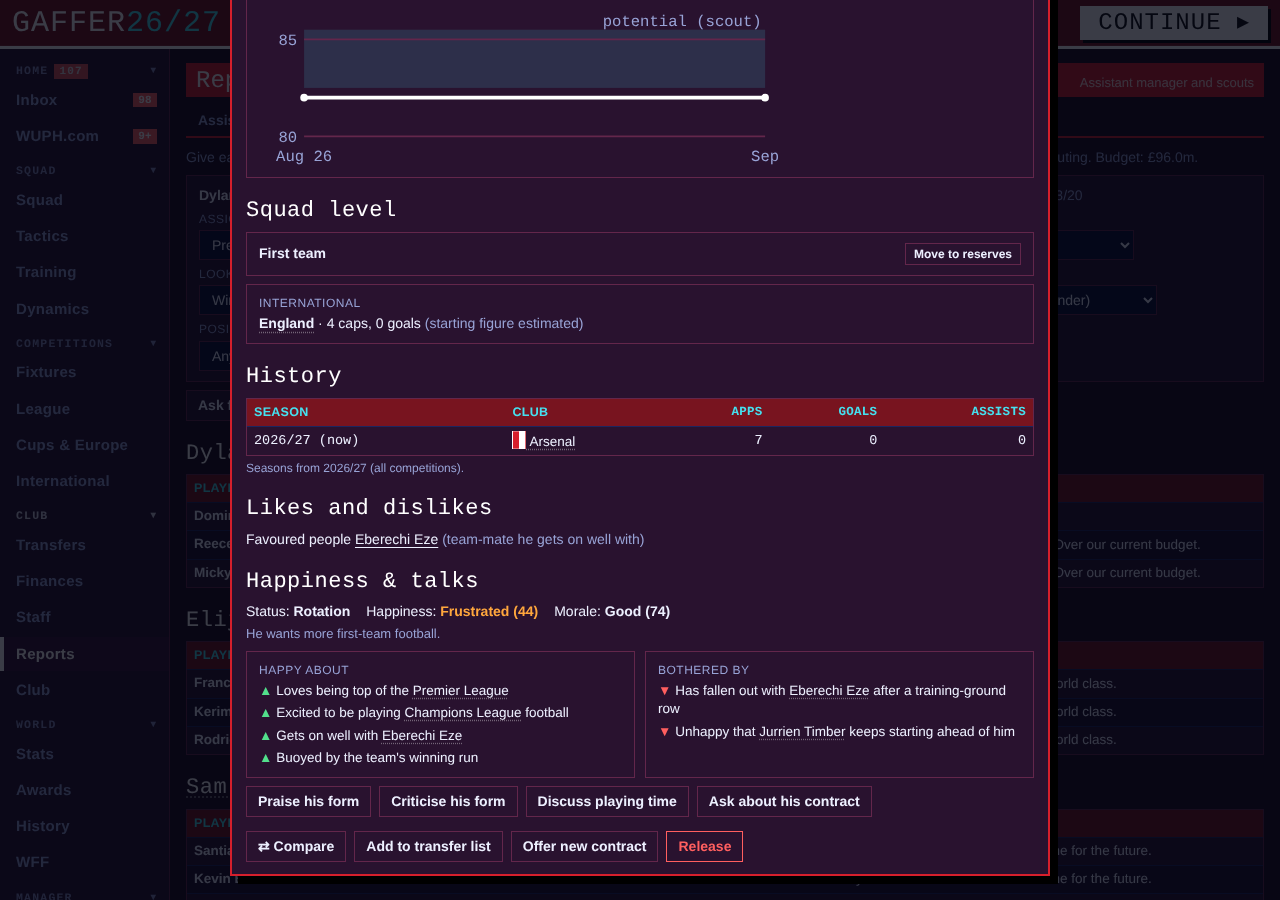 GAFFER26/27
CONTINUE ▶
HOME 187 ▼
Inbox 98
WUPH.com 9+
SQUAD ▼
Squad
Tactics
Training
Dynamics
COMPETITIONS ▼
Fixtures
League
Cups & Europe
International
CLUB ▼
Transfers
Finances
Staff
Reports
Club
WORLD ▼
Stats
Awards
History
WFF
MANAGER
Assistant manager and scouts
Budget: £96.0m.
potential (scout)
85
80
Aug 26 Sep
Squad level
First team Move to reserves
INTERNATIONAL
England · 4 caps, 0 goals (starting figure estimated)
History
SEASON CLUB APPS GOALS ASSISTS
2026/27 (now) Arsenal 7 0 0
Seasons from 2026/27 (all competitions).
Likes and dislikes
Favoured people Eberechi Eze (team-mate he gets on well with)
Happiness & talks
Status: Rotation Happiness: Frustrated (44) Morale: Good (74)
He wants more first-team football.
HAPPY ABOUT
▲ Loves being top of the Premier League
▲ Excited to be playing Champions League football
▲ Gets on well with Eberechi Eze
▲ Buoyed by the team's winning run
BOTHERED BY
▼ Has fallen out with Eberechi Eze after a training-ground
row
▼ Unhappy that Jurrien Timber keeps starting ahead of him
Praise his form Criticise his form Discuss playing time Ask about his contract
⇄ Compare Add to transfer list Offer new contract Release
Over our current budget.
Over our current budget.
world class.
world class.
world class.
for the future.
for the future.